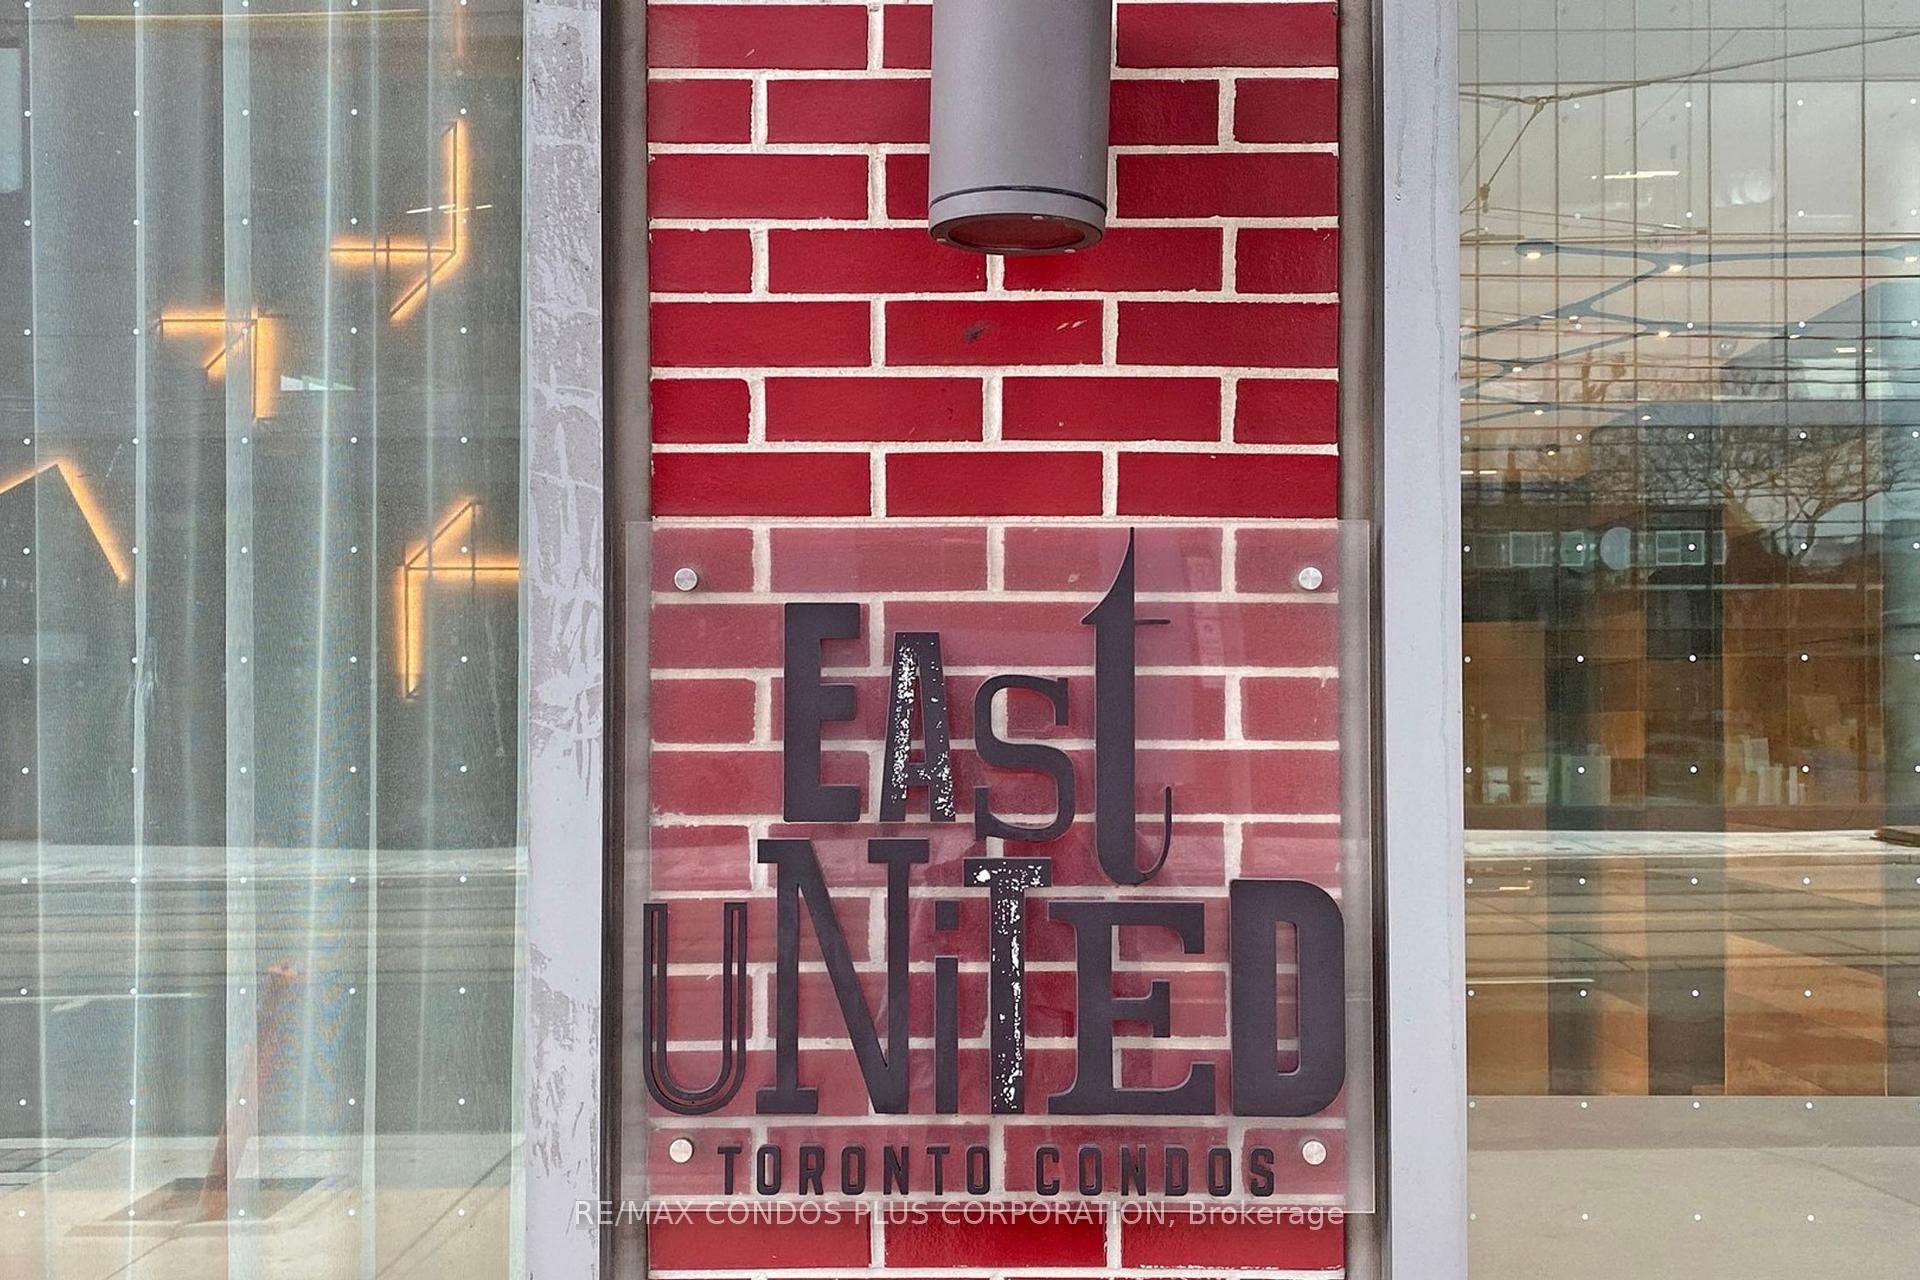 EAst
UNiTED
TORONTO CONDOS
RE/MAX CONDOS PLUS CORPORATION, Brokerage